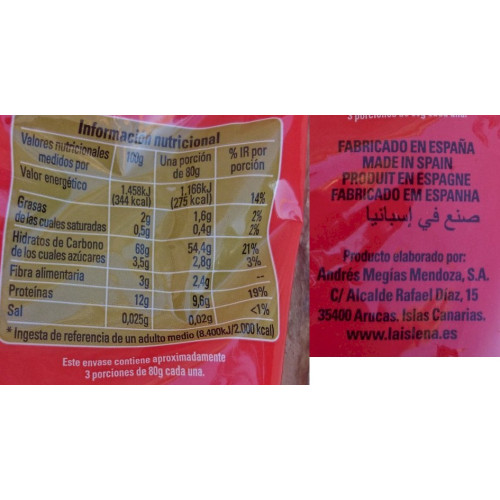 Información nutricional
Valores nutricionales medidos por 100g Una porción de 80g % IR por porción
Valor energético 1.458kJ (344 kcal) 1.166kJ (275 kcal) 14%
Grasas 2g 1,6g 2%
de las cuales saturadas 0,5g 0,4g 2%
Hidratos de Carbono 68g 54,4g 21%
de los cuales azúcares 3,5g 2,8g 3%
Fibra alimentaria 3g 2,4g --
Proteínas 12g 9,6g 19%
Sal 0,025g 0,02g <1%
* Ingesta de referencia de un adulto medio (8.400kJ/2.000 kcal)
Este envase contiene aproximadamente
3 porciones de 80g cada una.
3 porciones de
FABRICADO EN ESPAÑA
MADE IN SPAIN
PRODUIT EN ESPAGNE
FABRICADO EM ESPANHA
صنع في إسبانيا
Producto elaborado por:
Andrés Megías Mendoza, S.A.
C/ Alcalde Rafael Díaz, 15
35400 Arucas. Islas Canarias.
www.laislena.es